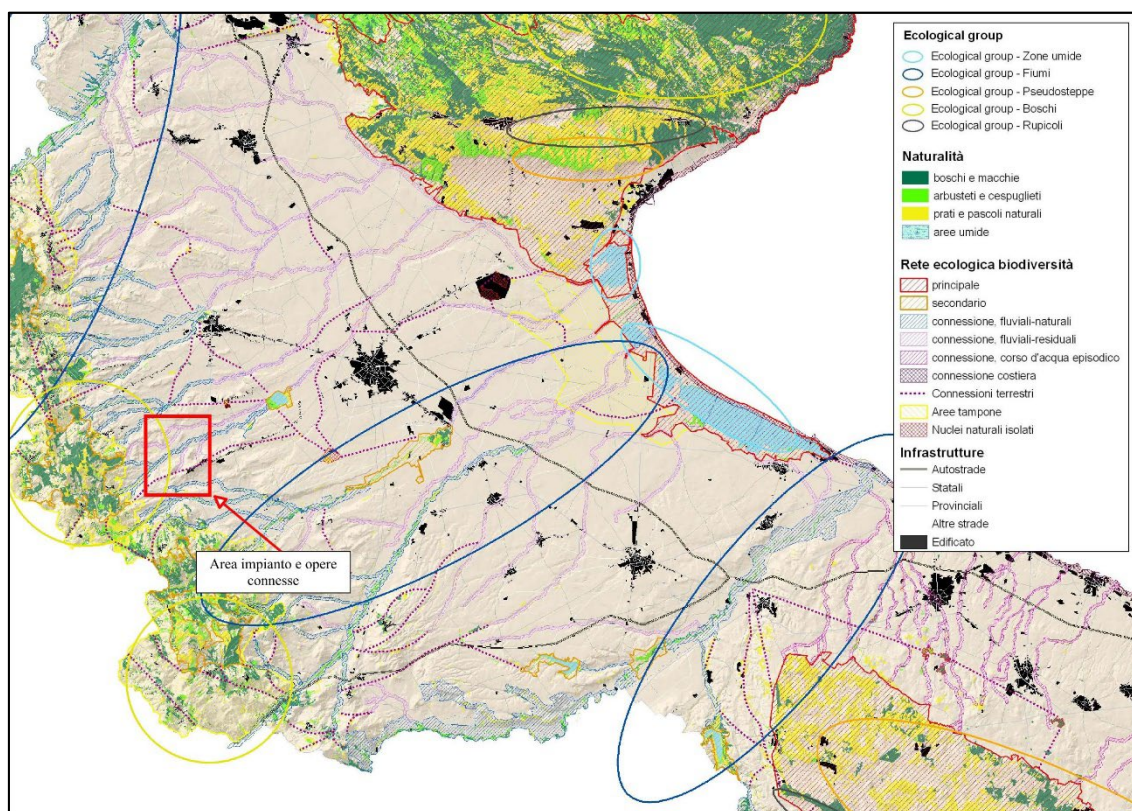 Ecological group
Ecological group - Zone umide
Ecological group - Fiumi
Ecological group - Pseudosteppe
Ecological group - Boschi
Ecological group - Rupicoli
Naturalità
boschi e macchie
arbusteti e cespuglieti
prati e pascoli naturali
aree umide
Rete ecologica biodiversità
principale
secondario
connessione, fluviali-naturali
connessione, fluviali-residuali
connessione, corso d'acqua episodico
connessione costiera
Connessioni terrestri
Aree tampone
Nuclei naturali isolati
Infrastrutture
Autostrade
Statali
Provinciali
Altre strade
Edificato
Area impianto e opere
connesse